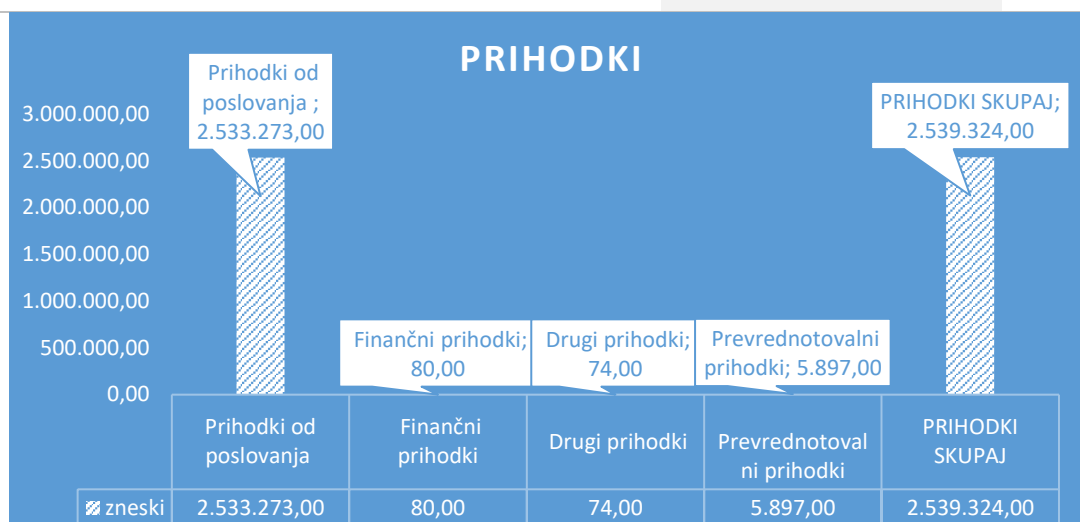 PRIHODKI
Prihodki od
poslovanja ;
2.533.273,00
PRIHODKI SKUPAJ;
2.539.324,00
3.000.000,00
2.500.000,00
2.000.000,00
1.500.000,00
1.000.000,00
500.000,00
0,00
Finančni prihodki;
80,00
Drugi prihodki;
74,00
Prevrednotovalni
prihodki; 5.897,00
Prihodki od
poslovanja
Finančni
prihodki
Drugi prihodki
Prevrednotoval
ni prihodki
PRIHODKI
SKUPAJ
zneski 2.533.273,00 80,00 74,00 5.897,00 2.539.324,00